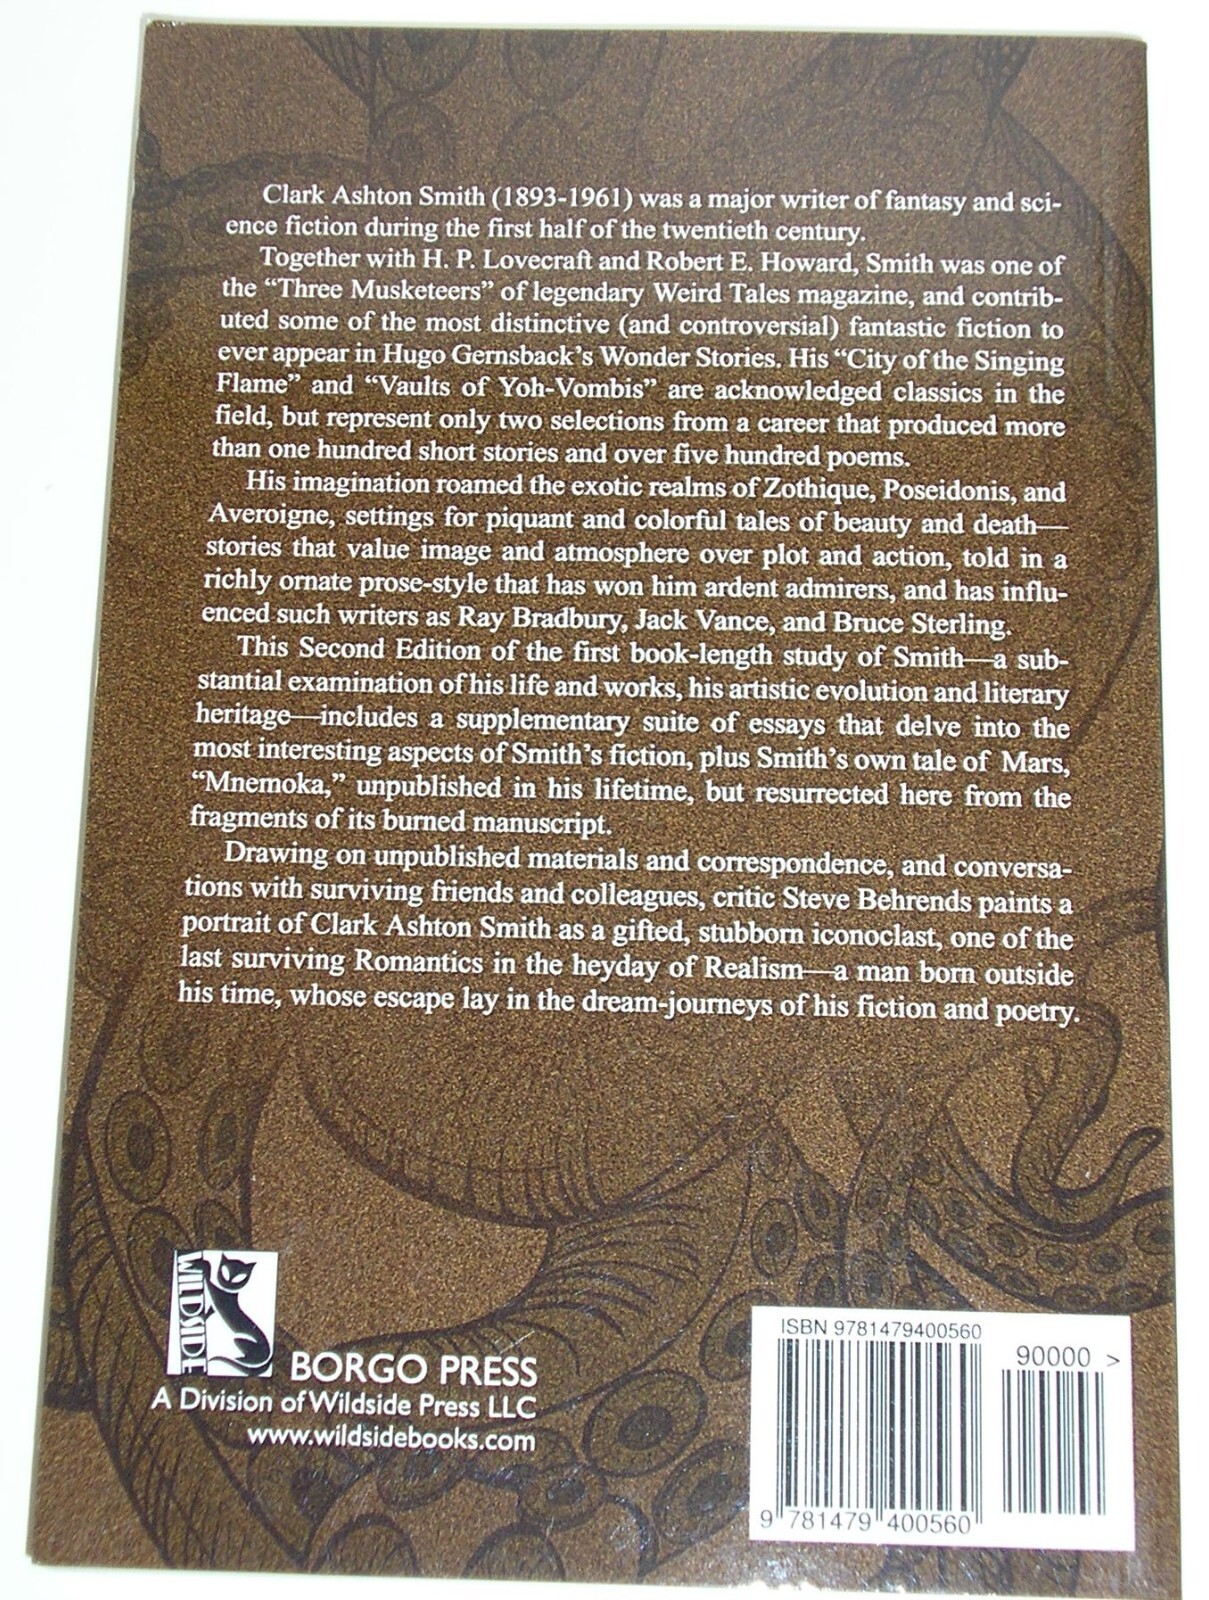 Clark Ashton Smith (1893-1961) was a major writer of fantasy and sci-
ence fiction during the first half of the twentieth century.
Together with H. P. Lovecraft and Robert E. Howard, Smith was one of
the “Three Musketeers” of legendary Weird Tales magazine, and contrib-
uted some of the most distinctive (and controversial) fantastic fiction to
ever appear in Hugo Gernsback’s Wonder Stories. His “City of the Singing
Flame” and “Vaults of Yoh-Vombis” are acknowledged classics in the
field, but represent only two selections from a career that produced more
than one hundred short stories and over five hundred poems.
His imagination roamed the exotic realms of Zothique, Poseidonis, and
Averoigne, settings for piquant and colorful tales of beauty and death—
stories that value image and atmosphere over plot and action, told in a
richly ornate prose-style that has won him ardent admirers, and has influ-
enced such writers as Ray Bradbury, Jack Vance, and Bruce Sterling.
This Second Edition of the first book-length study of Smith—a sub-
stantial examination of his life and works, his artistic evolution and literary
heritage—includes a supplementary suite of essays that delve into the
most interesting aspects of Smith’s fiction, plus Smith’s own tale of Mars,
“Mnemoka,” unpublished in his lifetime, but resurrected here from the
fragments of its burned manuscript.
Drawing on unpublished materials and correspondence, and conversa-
tions with surviving friends and colleagues, critic Steve Behrends paints a
portrait of Clark Ashton Smith as a gifted, stubborn iconoclast, one of the
last surviving Romantics in the heyday of Realism—a man born outside
his time, whose escape lay in the dream-journeys of his fiction and poetry.
WILDSIDE
BORGO PRESS
A Division of Wildside Press LLC
www.wildsidebooks.com
ISBN 9781479400560
90000 >
9 781479 400560